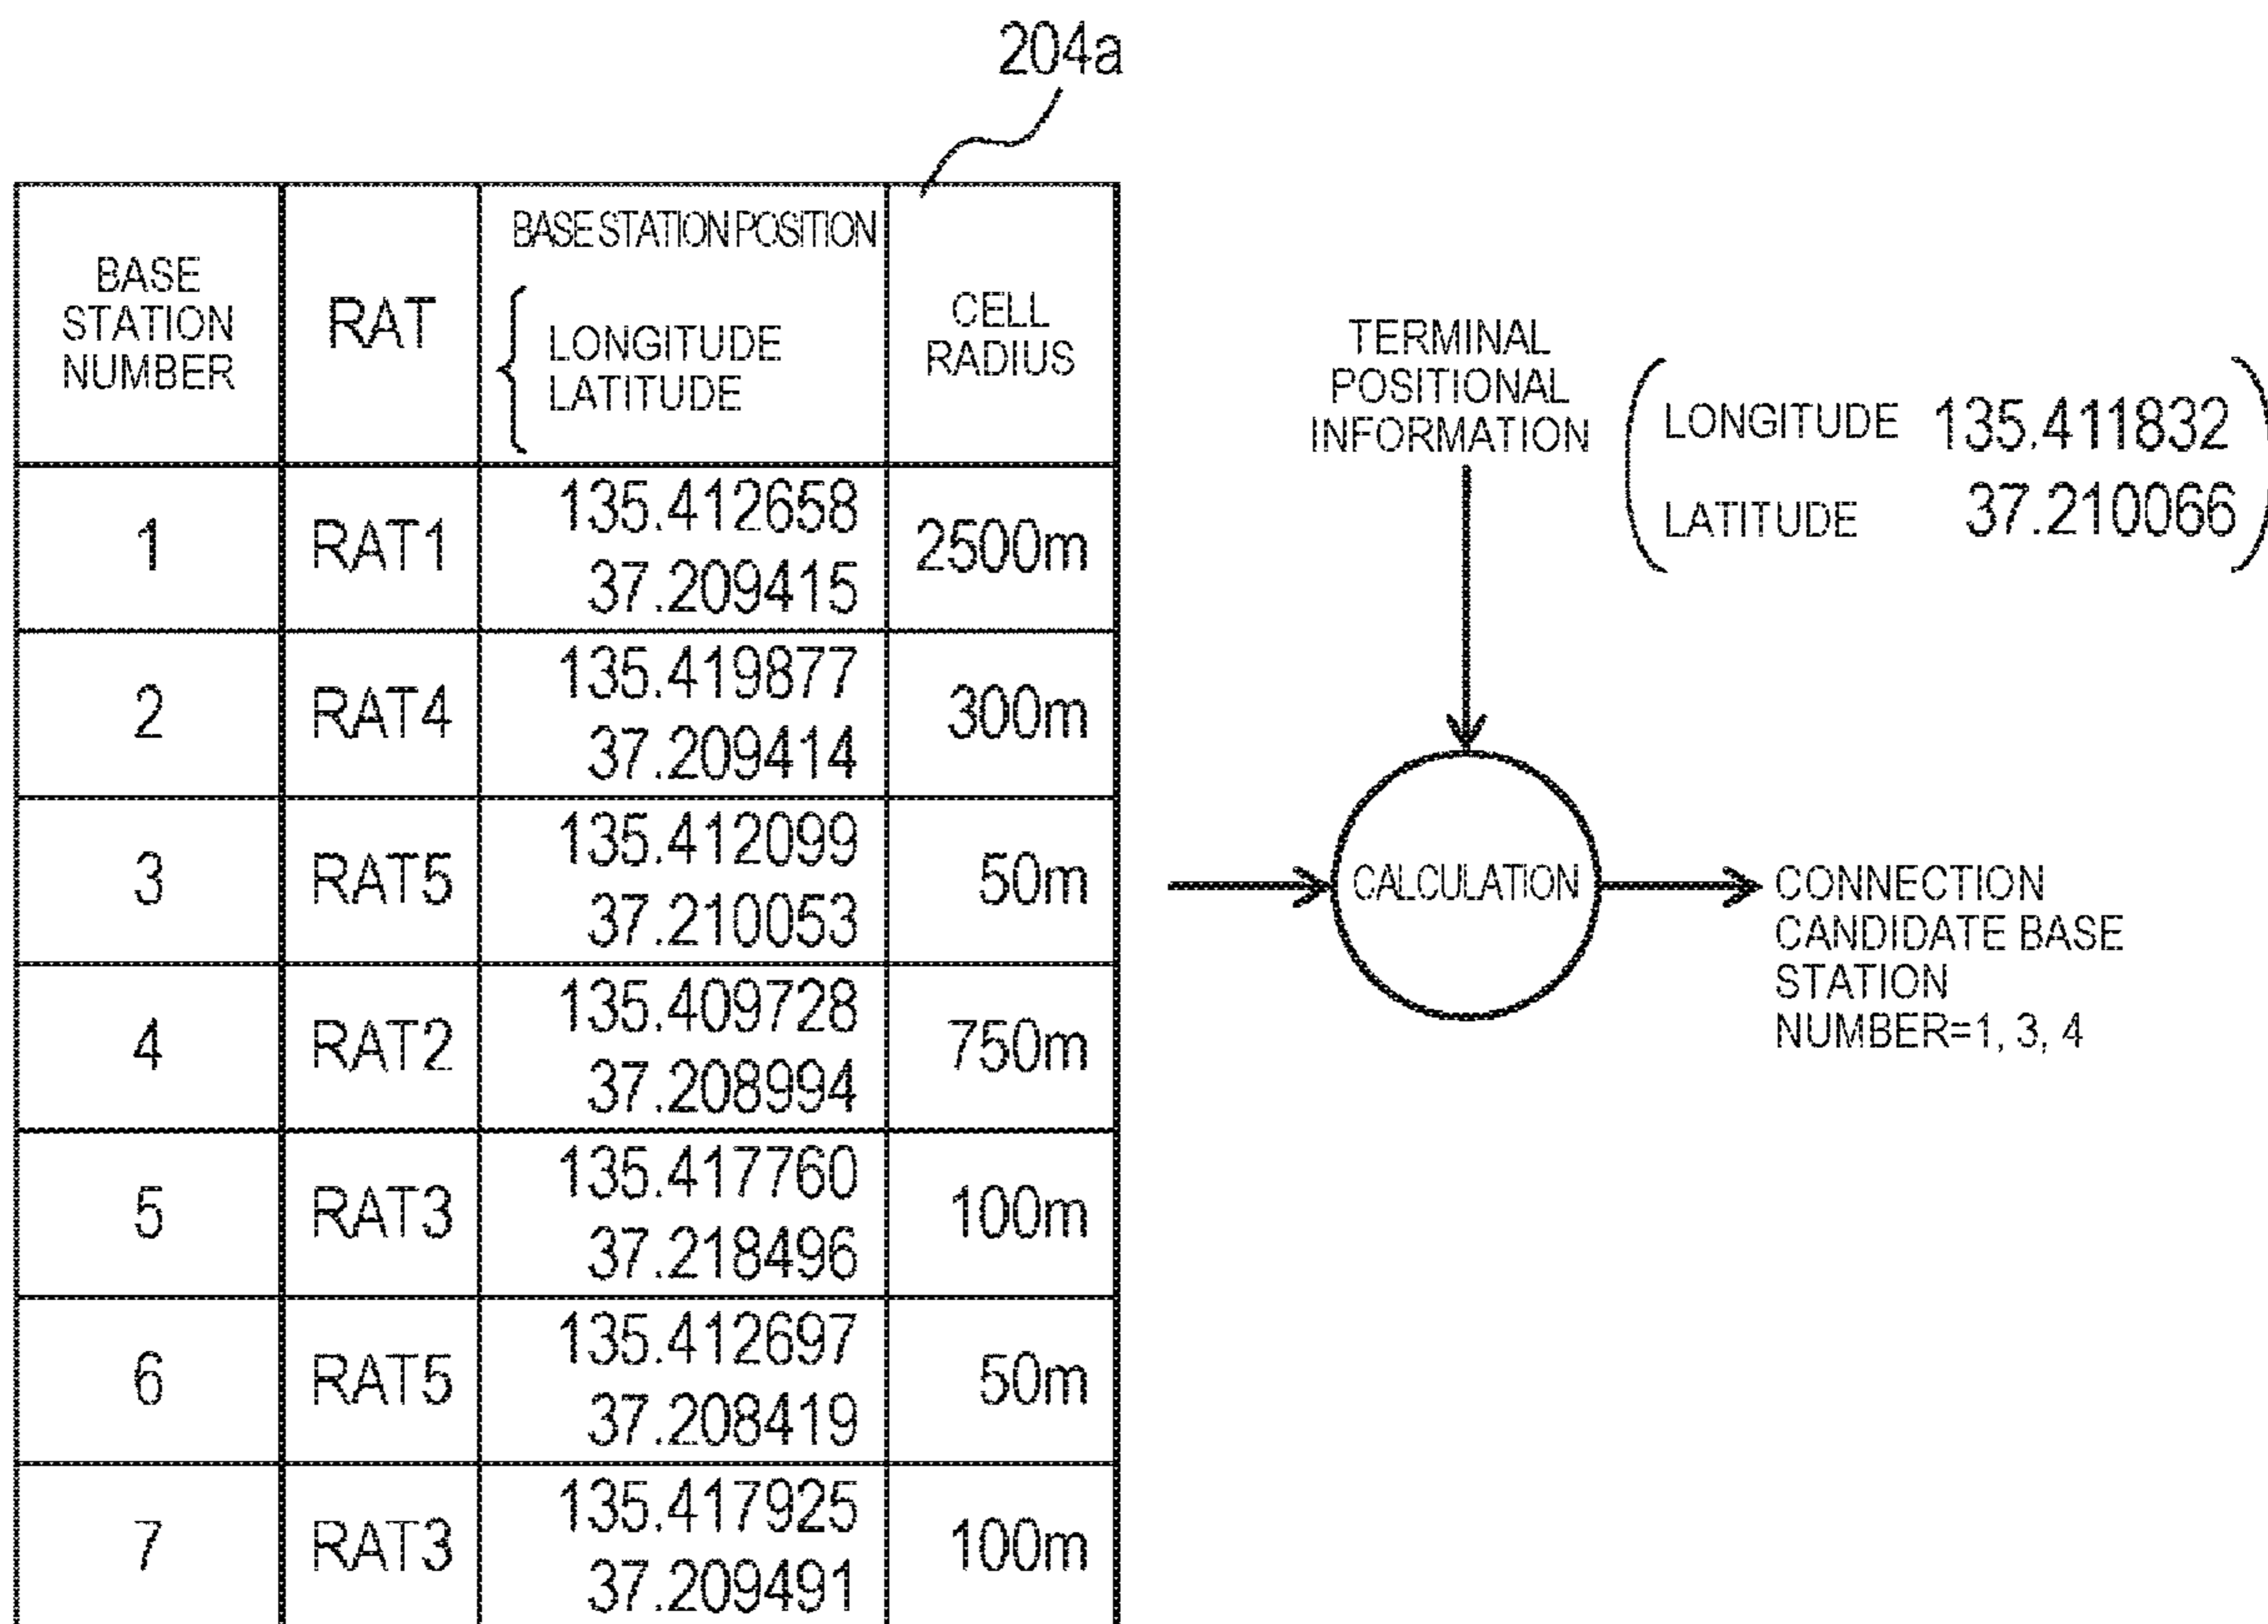 204a
BASE
STATION
NUMBER
RAT
BASE STATION POSITION
LONGITUDE
LATITUDE
CELL
RADIUS
1
RAT1
135.412658
37.209415
2500m
2
RAT4
135.419877
37.209414
300m
3
RAT5
135.412099
37.210053
50m
4
RAT2
135.409728
37.208994
750m
5
RAT3
135.417760
37.218496
100m
6
RAT5
135.412697
37.208419
50m
7
RAT3
135.417925
37.209491
100m
TERMINAL
POSITIONAL
INFORMATION
LONGITUDE 135.411832
LATITUDE 37.210066
CALCULATION
CONNECTION
CANDIDATE BASE
STATION
NUMBER=1, 3, 4